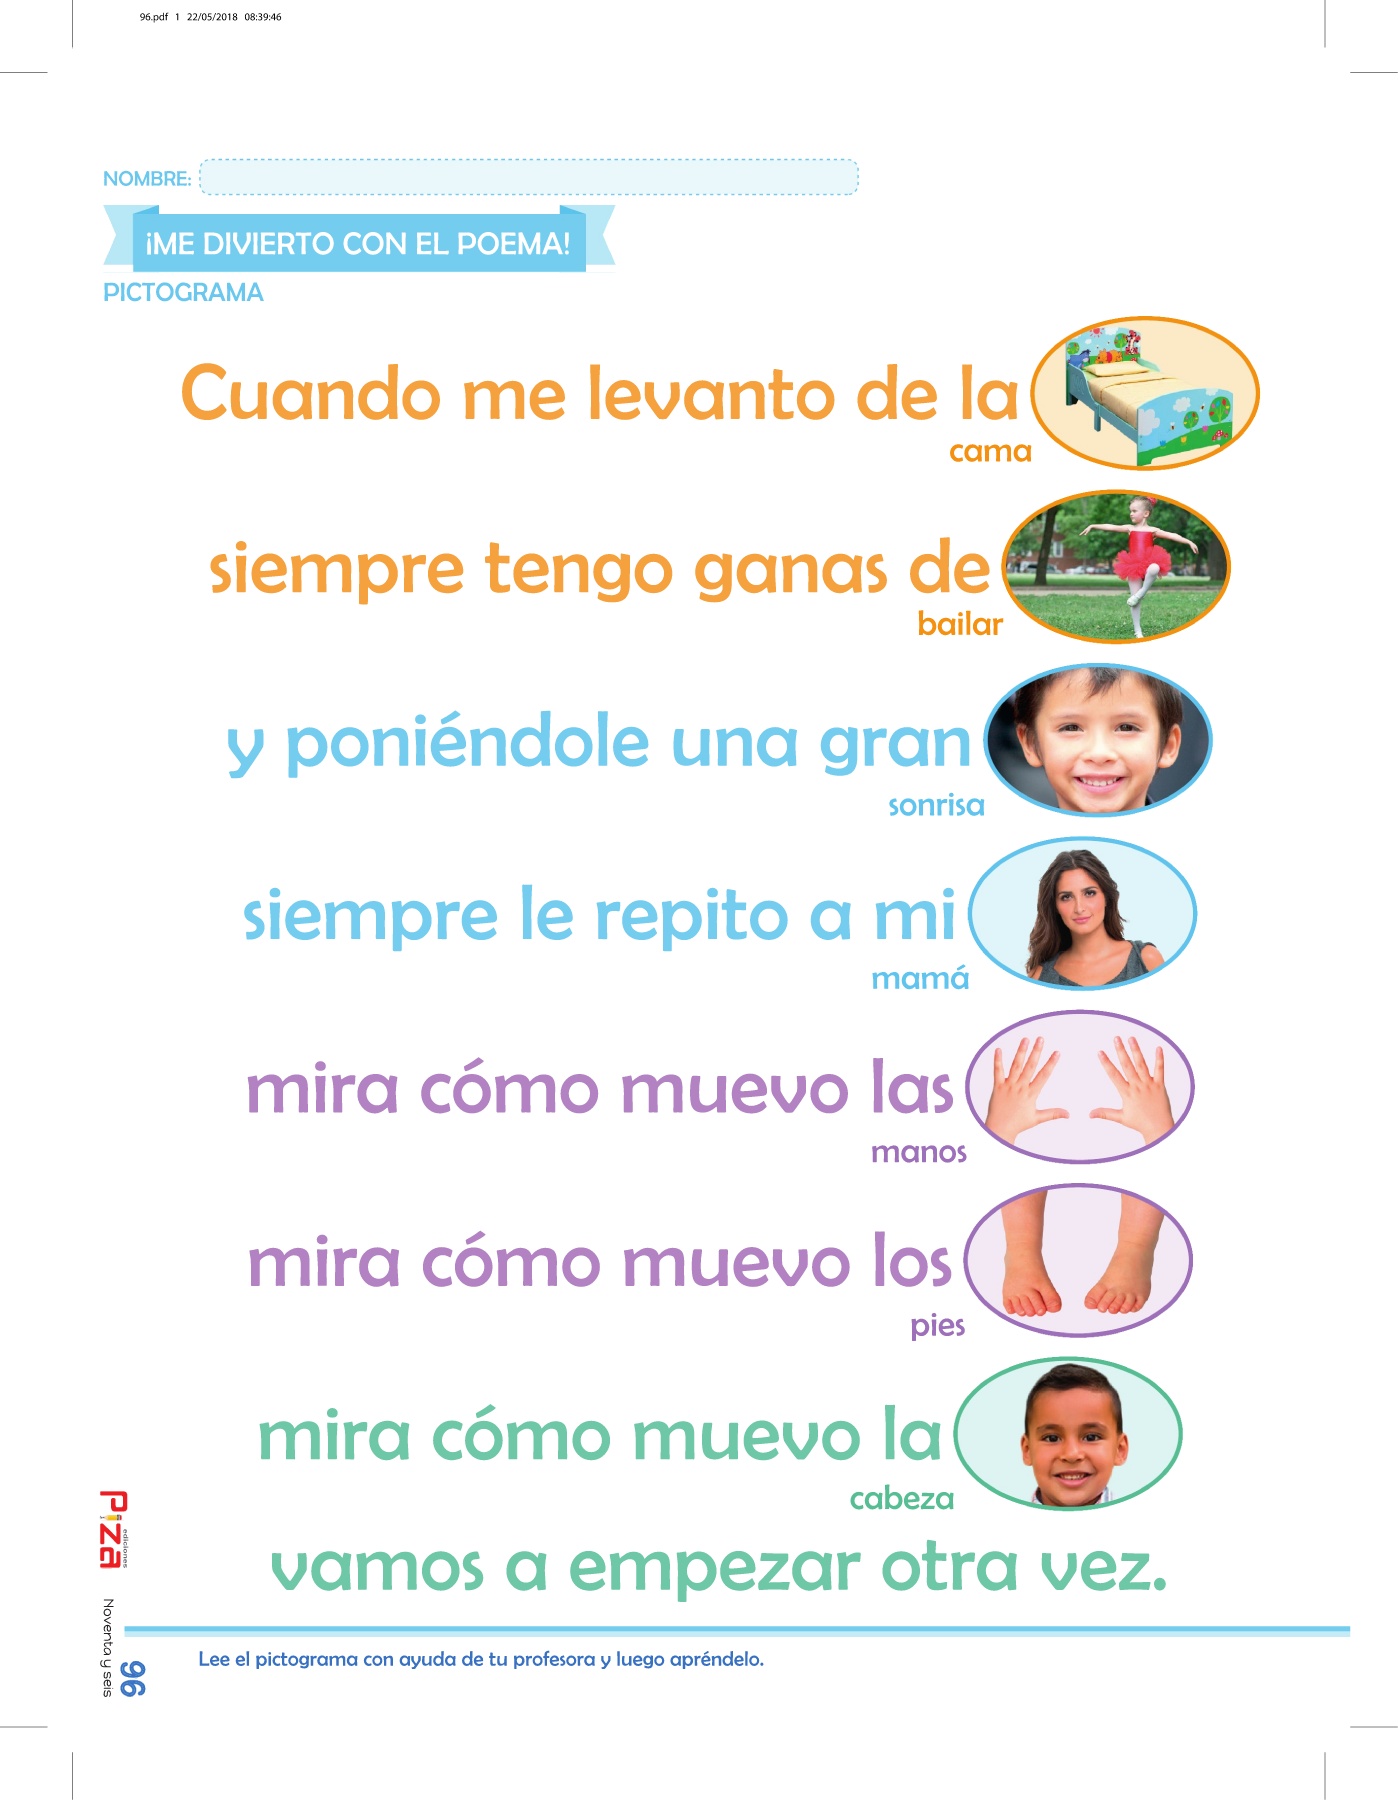 96.pdf 1 22/05/2018 08:39:46
NOMBRE:
¡ME DIVIERTO CON EL POEMA!
PICTOGRAMA
Cuando me levanto de la
cama
siempre tengo ganas de
bailar
y poniéndole una gran
sonrisa
siempre le repito a mi
mamá
mira cómo muevo las
manos
mira cómo muevo los
pies
mira cómo muevo la
cabeza
vamos a empezar otra vez.
Piza
ediciones
Noventa y seis
96
Lee el pictograma con ayuda de tu profesora y luego apréndelo.